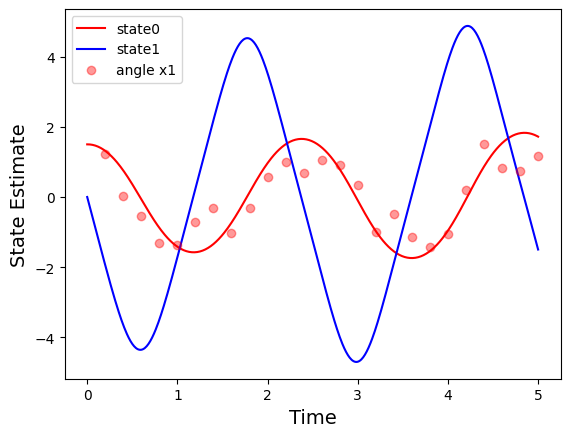 state0
state1
angle x1
State Estimate
4
2
0
−2
−4
0 1 2 3 4 5
Time